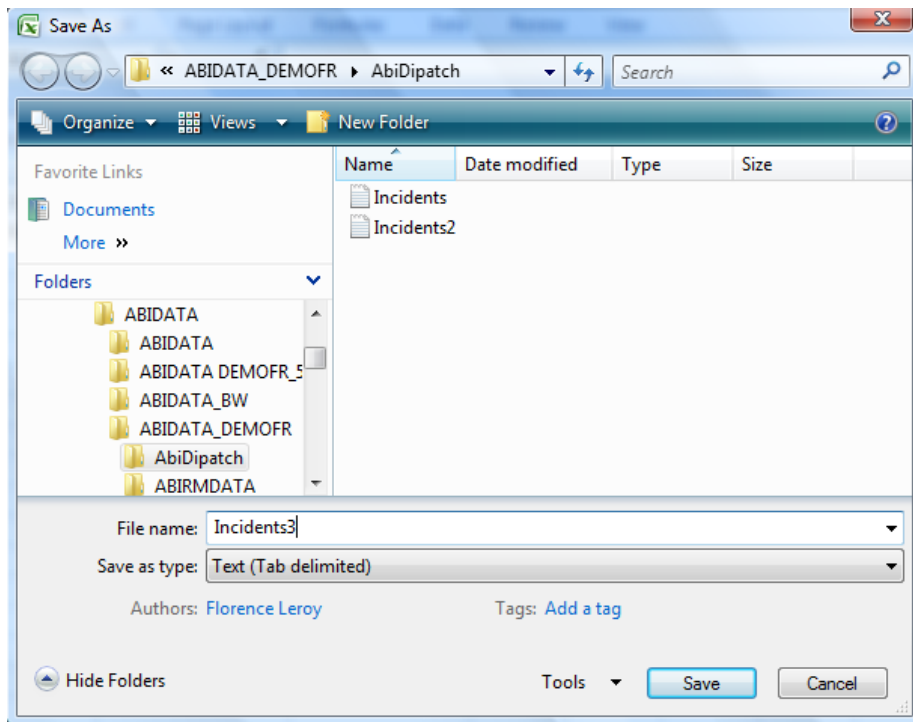 Save As
« ABIDATA_DEMOFR ▸ AbiDipatch Search
Organize Views New Folder
Favorite Links
Documents
More »
Folders
ABIDATA
ABIDATA
ABIDATA DEMOFR_5
ABIDATA_BW
ABIDATA_DEMOFR
AbiDipatch
ABIRMDATA
Name Date modified Type Size
Incidents
Incidents2
File name: Incidents3
Save as type: Text (Tab delimited)
Authors: Florence Leroy Tags: Add a tag
Hide Folders Tools Save Cancel